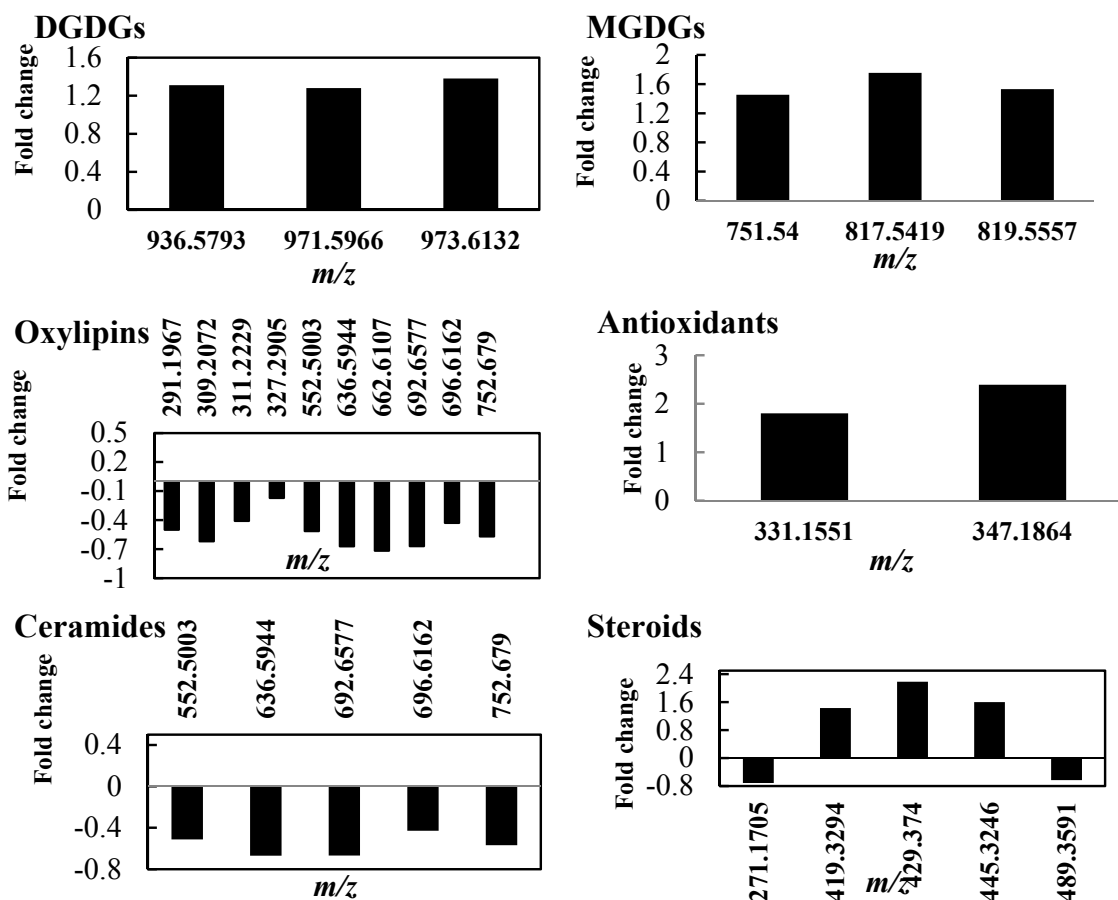 DGDGs
Fold change
1.6
1.2
0.8
0.4
0
936.5793 971.5966 973.6132
m/z
MGDGs
Fold change
2
1.6
1.2
0.8
0.4
0
751.54 817.5419 819.5557
m/z
Oxylipins
291.1967
309.2072
311.2229
327.2905
552.5003
636.5944
662.6107
692.6577
696.6162
752.679
Fold change
0.5
0.2
-0.1
-0.4
-0.7
-1
m/z
Antioxidants
Fold change
3
2
1
0
331.1551 347.1864
m/z
Ceramides
552.5003
636.5944
692.6577
696.6162
752.679
Fold change
0.4
0
-0.4
-0.8
m/z
Steroids
Fold change
2.4
1.6
0.8
0
-0.8
271.1705
419.3294
429.374
445.3246
489.3591
m/z